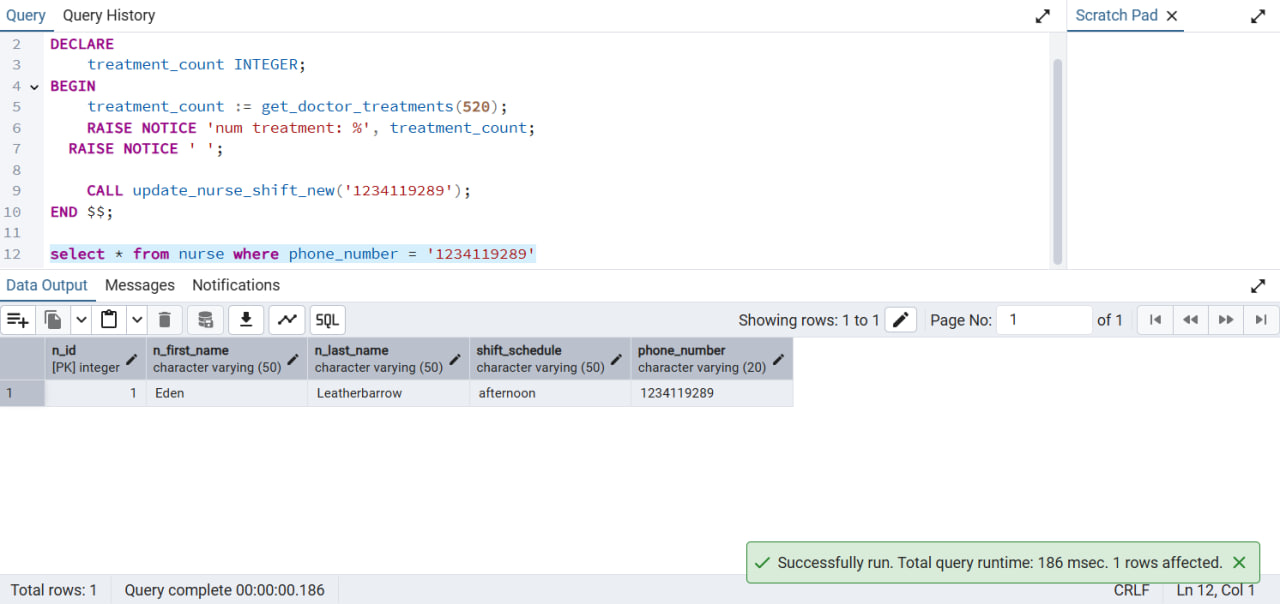 Query Query History Scratch Pad
2 DECLARE
3 treatment_count INTEGER;
4 BEGIN
5 treatment_count := get_doctor_treatments(520);
6 RAISE NOTICE 'num treatment: %', treatment_count;
7 RAISE NOTICE ' ';
8
9 CALL update_nurse_shift_new('1234119289');
10 END $$;
11
12 select * from nurse where phone_number = '1234119289'
Data Output Messages Notifications
SQL Showing rows: 1 to 1 Page No: 1 of 1
n_id n_first_name n_last_name shift_schedule phone_number
[PK] integer character varying (50) character varying (50) character varying (50) character varying (20)
1 1 Eden Leatherbarrow afternoon 1234119289
Successfully run. Total query runtime: 186 msec. 1 rows affected.
Total rows: 1 Query complete 00:00:00.186 CRLF Ln 12, Col 1